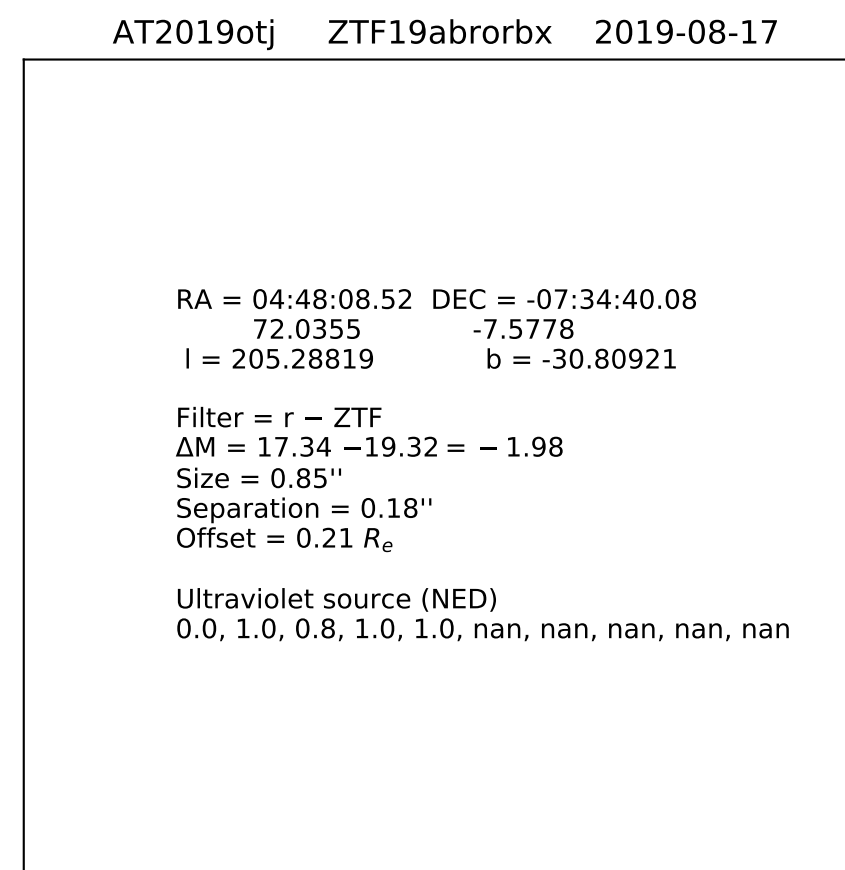 AT2019otj ZTF19abrorbx 2019-08-17
RA = 04:48:08.52 DEC = -07:34:40.08
72.0355 -7.5778
l = 205.28819 b = -30.80921
Filter = r − ZTF
ΔM = 17.34 −19.32 = − 1.98
Size = 0.85''
Separation = 0.18''
Offset = 0.21 Re
Ultraviolet source (NED)
0.0, 1.0, 0.8, 1.0, 1.0, nan, nan, nan, nan, nan